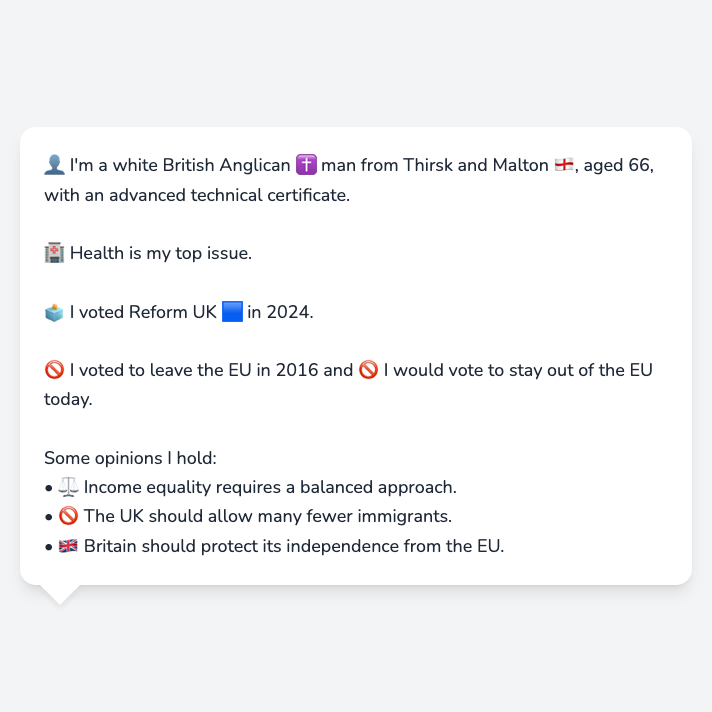 👤 I'm a white British Anglican ✝️ man from Thirsk and Malton 🏴󠁧󠁢󠁥󠁮󠁧󠁿, aged 66,
with an advanced technical certificate.
🏥 Health is my top issue.
🗳️ I voted Reform UK 🟦 in 2024.
🚫 I voted to leave the EU in 2016 and 🚫 I would vote to stay out of the EU
today.
Some opinions I hold:
• ⚖️ Income equality requires a balanced approach.
• 🚫 The UK should allow many fewer immigrants.
• 🇬🇧 Britain should protect its independence from the EU.